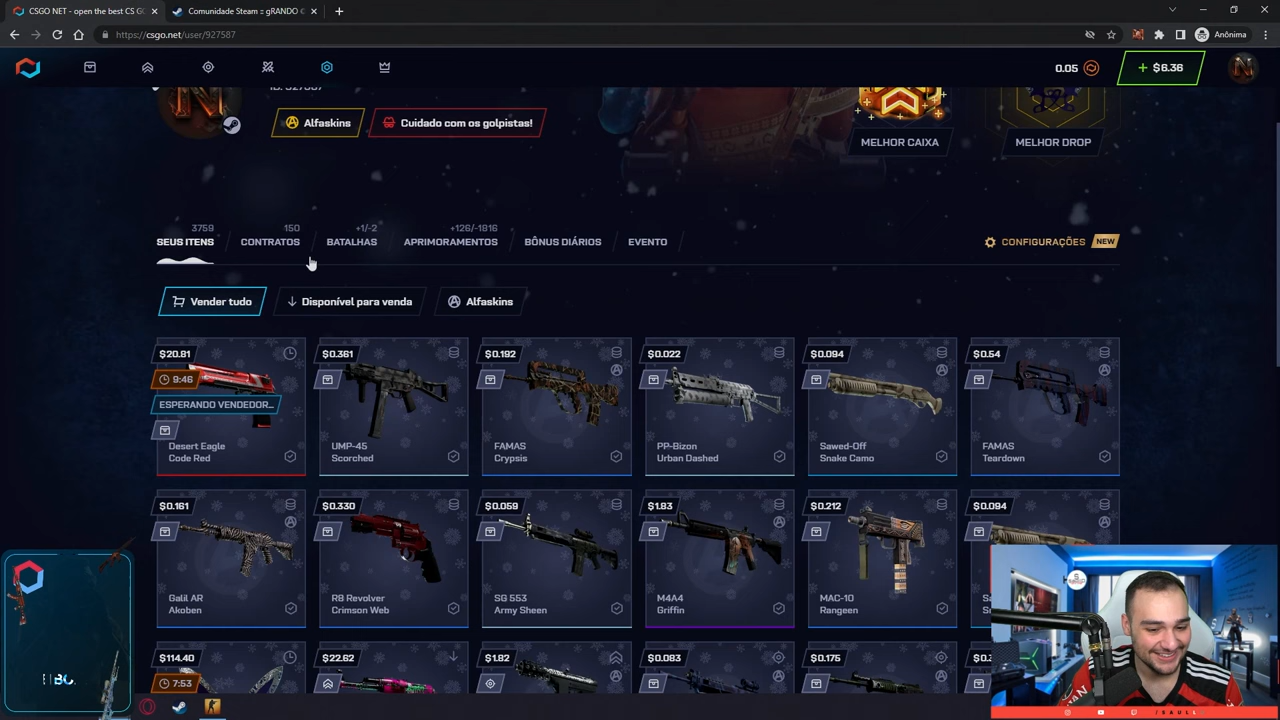 CSGO NET - open the best CS G
Comunidade Steam :: gRANDO
https://csgo.net/user/927587
Anônima
0.05
+ $6.36
Alfaskins
Cuidado com os golpistas!
MELHOR CAIXA
MELHOR DROP
3759
150
+1/-2
+126/-1816
SEUS ITENS
CONTRATOS
BATALHAS
APRIMORAMENTOS
BÔNUS DIÁRIOS
EVENTO
CONFIGURAÇÕES
NEW
Vender tudo
Disponível para venda
Alfaskins
$20.81
9:46
ESPERANDO VENDEDOR...
Desert Eagle
Code Red
$0.361
UMP-45
Scorched
$0.192
FAMAS
Crypsis
$0.022
PP-Bizon
Urban Dashed
$0.094
Sawed-Off
Snake Camo
$0.54
FAMAS
Teardown
$0.161
Galil AR
Akoben
$0.330
R8 Revolver
Crimson Web
$0.059
SG 553
Army Sheen
$1.83
M4A4
Griffin
$0.212
MAC-10
Rangeen
$0.094
$114.40
7:53
$22.62
$1.82
$0.083
$0.175
/SAULL